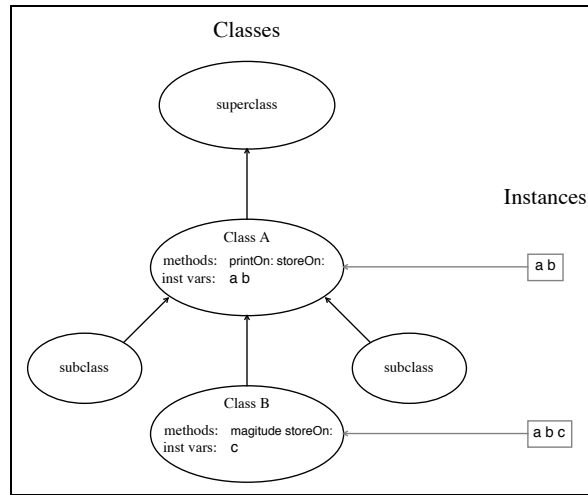 Classes
superclass
Instances
Class A
methods: printOn: storeOn:
inst vars: a b
a b
subclass
subclass
Class B
methods: magitude storeOn:
inst vars: c
a b c